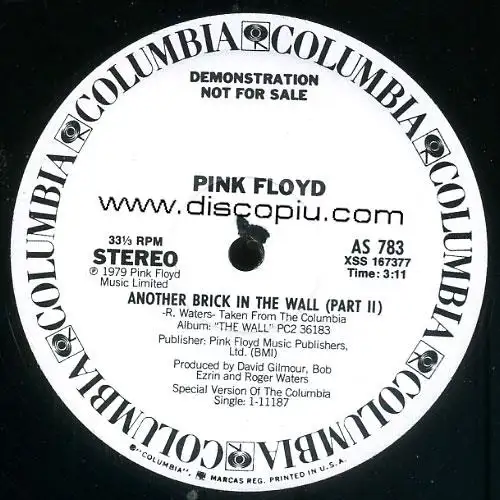 COLUMBIA COLUMBIA COLUMBIA COLUMBIA COLUMBIA COLUMBIA COLUMBIA COLUMBIA
DEMONSTRATION
NOT FOR SALE
PINK FLOYD
www.discopiu.com
33⅓ RPM
STEREO
℗ 1979 Pink Floyd
Music Limited
AS 783
XSS 167377
Time: 3:11
ANOTHER BRICK IN THE WALL (PART II)
-R. Waters- Taken From The Columbia
Album: "THE WALL" PC2 36183
Publisher: Pink Floyd Music Publishers,
Ltd. (BMI)
Produced by David Gilmour, Bob
Ezrin and Roger Waters
Special Version Of The Columbia
Single: 1-11187
®"COLUMBIA", MARCAS REG. PRINTED IN U.S.A.